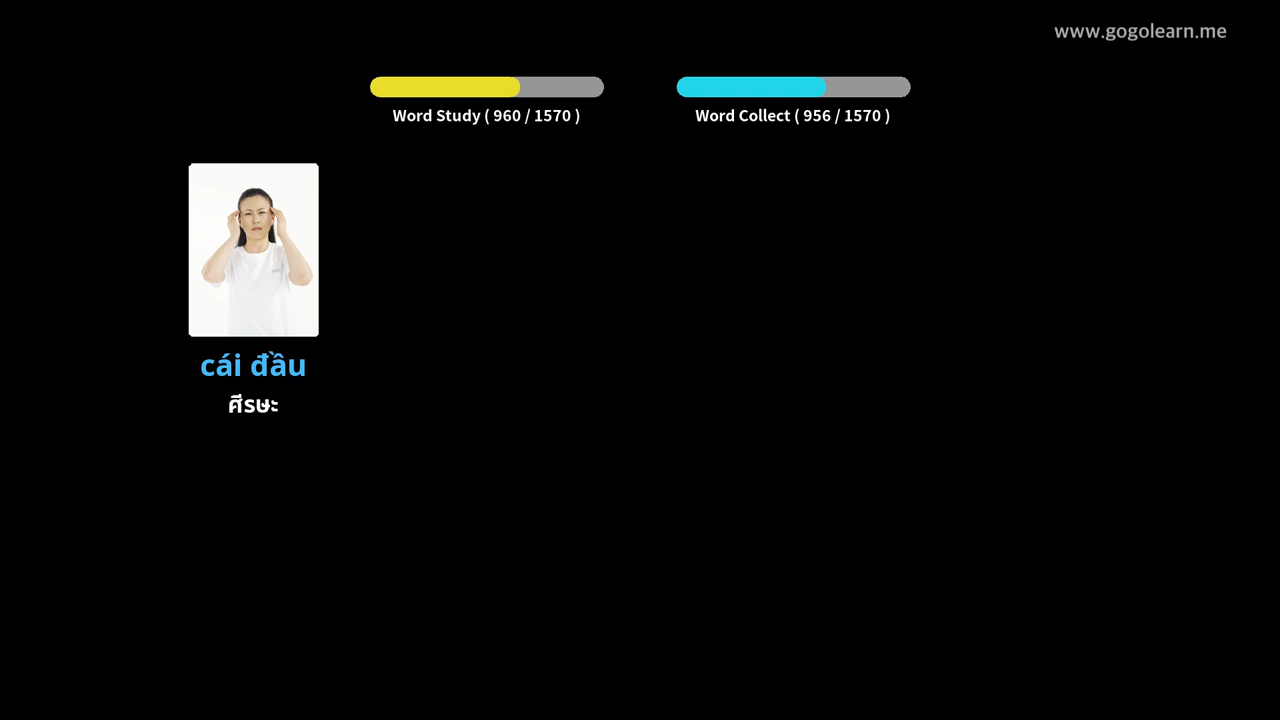 www.gogolearn.me
Word Study ( 960 / 1570 )
Word Collect ( 956 / 1570 )
cái đầu
ศีรษะ